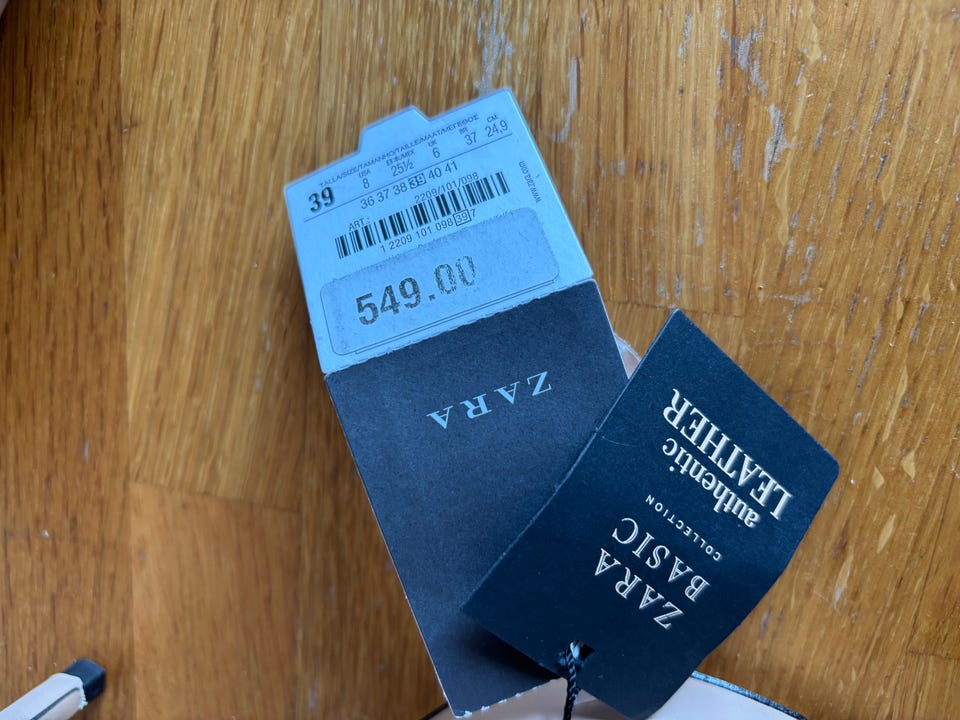 TALLA/SIZE/TAMANHO/TAILLE/MAAT/ΜΕΓΕΘΟΣ
USA UK BR CM
39 8 25½ 6 37 24,9
36 37 38 39 40 41
ART.: 2209/101/098
1 2209 101 098 39 7
549.00
ZARA
ZARA
BASIC
COLLECTION
authentic
LEATHER